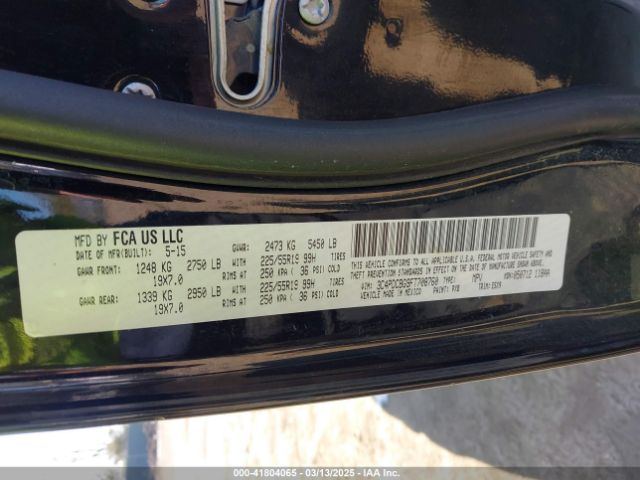 MFD BY FCA US LLC
DATE OF MFR(BUILT): 5-15 GVWR: 2473 KG 5450 LB
GAWR FRONT: 1248 KG 2750 LB WITH 225/55R19 99H TIRES
19X7.0 RIMS AT 250 KPA ( 36 PSI) COLD
GAWR REAR: 1339 KG 2950 LB WITH 225/55R19 99H TIRES
19X7.0 RIMS AT 250 KPA ( 36 PSI) COLD
THIS VEHICLE CONFORMS TO ALL APPLICABLE U.S.A. FEDERAL MOTOR VEHICLE SAFETY AND
THEFT PREVENTION STANDARDS IN EFFECT ON THE DATE OF MANUFACTURE SHOWN ABOVE.
VIN: TYPE: MPV
MADE IN MEXICO PAINT: TRIM:
000-41804065 — 03/13/2025 — IAA Inc.